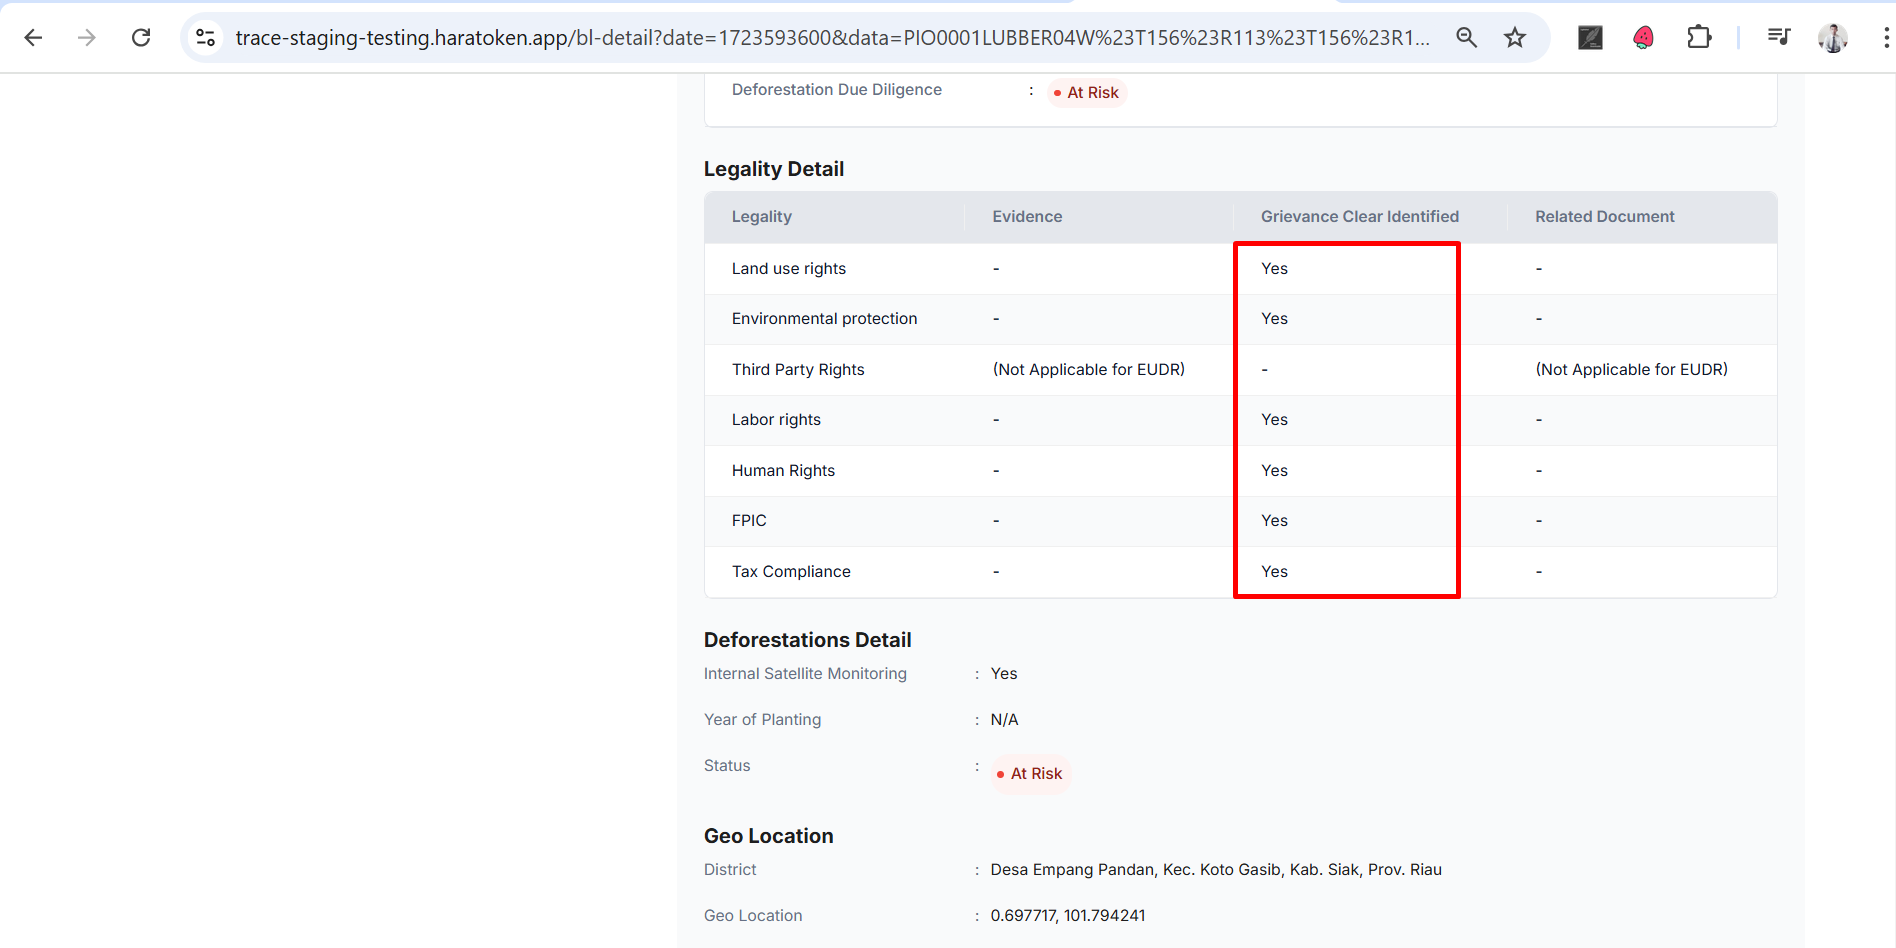 trace-staging-testing.haratoken.app/bl-detail?date=1723593600&data=PIO0001LUBBER04W%23T156%23R113%23T156%23R1...
Deforestation Due Diligence : At Risk
Legality Detail
Legality Evidence Grievance Clear Identified Related Document
Land use rights - Yes -
Environmental protection - Yes -
Third Party Rights (Not Applicable for EUDR) - (Not Applicable for EUDR)
Labor rights - Yes -
Human Rights - Yes -
FPIC - Yes -
Tax Compliance - Yes -
Deforestations Detail
Internal Satellite Monitoring : Yes
Year of Planting : N/A
Status : At Risk
Geo Location
District : Desa Empang Pandan, Kec. Koto Gasib, Kab. Siak, Prov. Riau
Geo Location : 0.697717, 101.794241